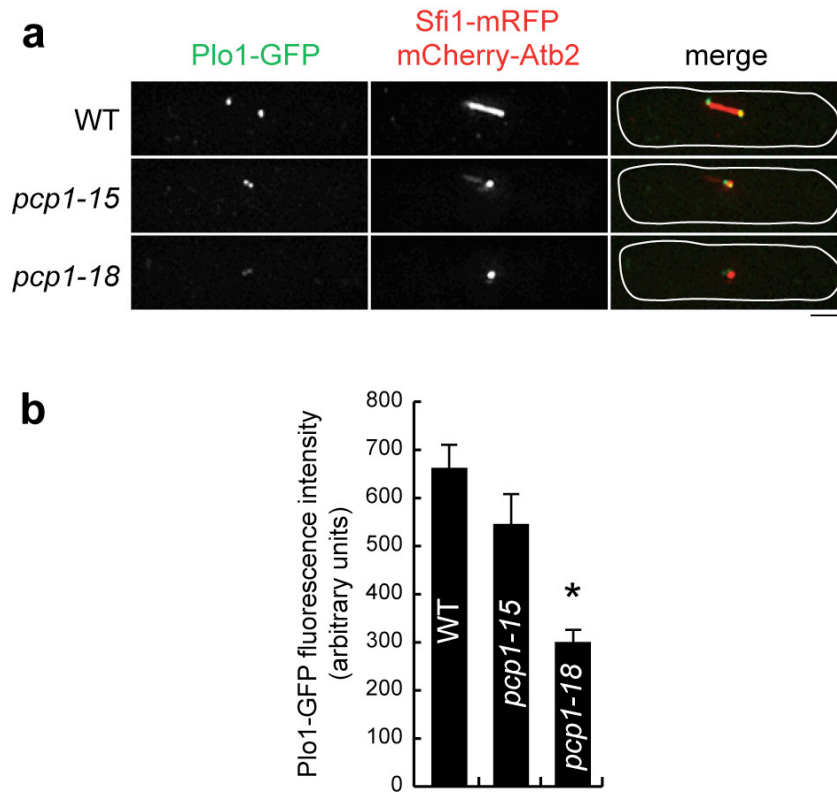 a
Plo1-GFP
Sfi1-mRFP
mCherry-Atb2
merge
WT
pcp1-15
pcp1-18
b
Plo1-GFP fluorescence intensity
(arbitrary units)
800
700
600
500
400
300
200
100
0
WT
pcp1-15
*
pcp1-18